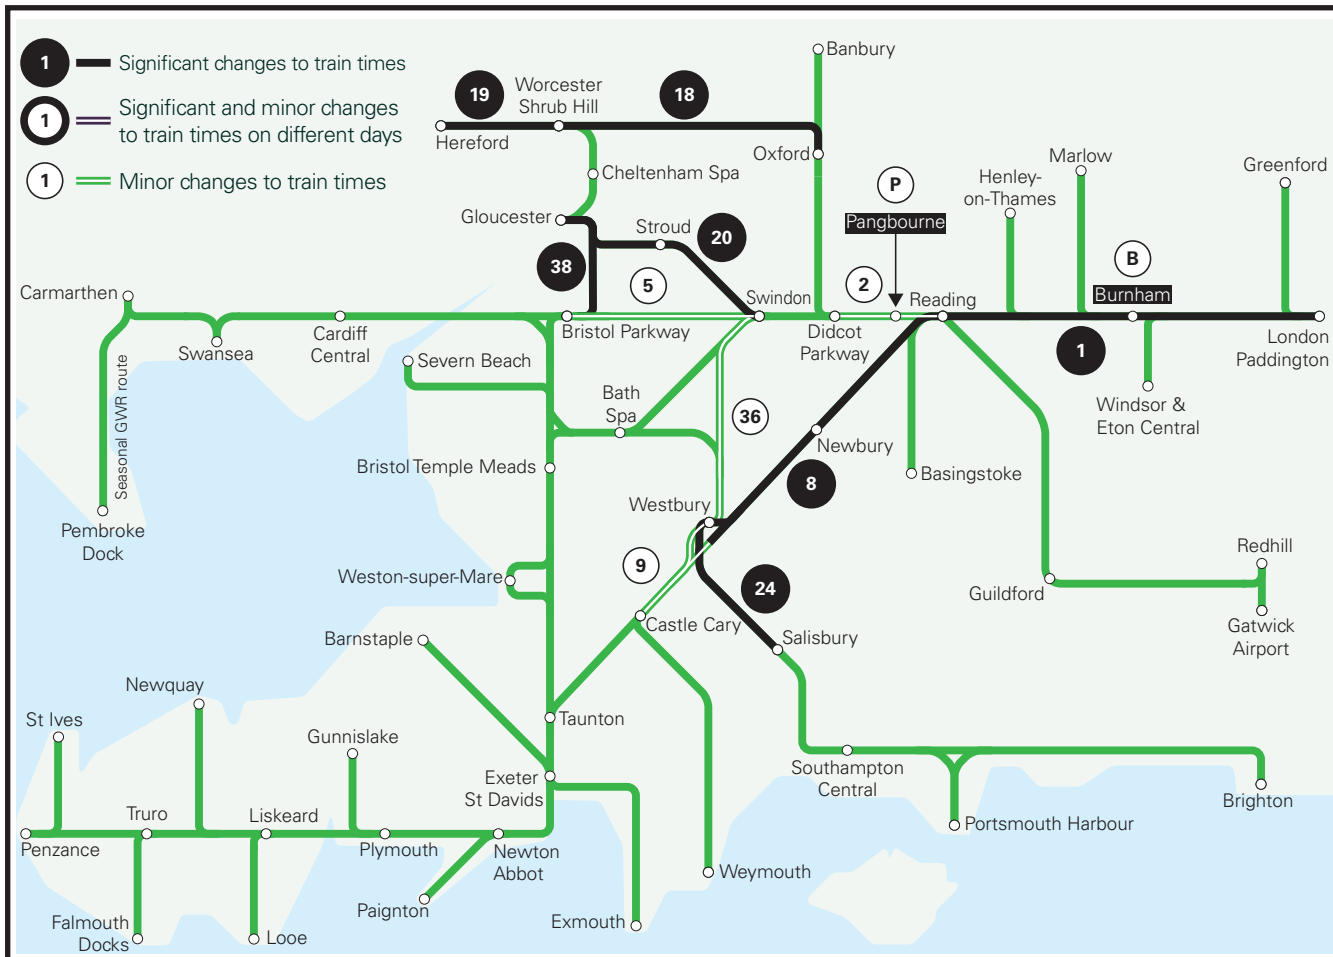 1 Significant changes to train times
1 Significant and minor changes
to train times on different days
1 Minor changes to train times
Banbury
19
Worcester
Shrub Hill
18
Hereford
Oxford
Cheltenham Spa
Marlow
Greenford
Henley-
on-Thames
P
Pangbourne
Gloucester
Stroud
20
38
5
2
B
Burnham
Carmarthen
Swindon
Reading
Cardiff
Central
Bristol Parkway
Didcot
Parkway
London
Paddington
1
Swansea
Severn Beach
Seasonal GWR route
Bath
Spa
36
Windsor &
Eton Central
Newbury
Bristol Temple Meads
Basingstoke
8
Westbury
Pembroke
Dock
9
Redhill
Weston-super-Mare
24
Guildford
Castle Cary
Gatwick
Airport
Barnstaple
Salisbury
Newquay
St Ives
Taunton
Gunnislake
Exeter
St Davids
Southampton
Central
Brighton
Truro
Liskeard
Portsmouth Harbour
Penzance
Plymouth
Newton
Abbot
Weymouth
Paignton
Exmouth
Falmouth
Docks
Looe